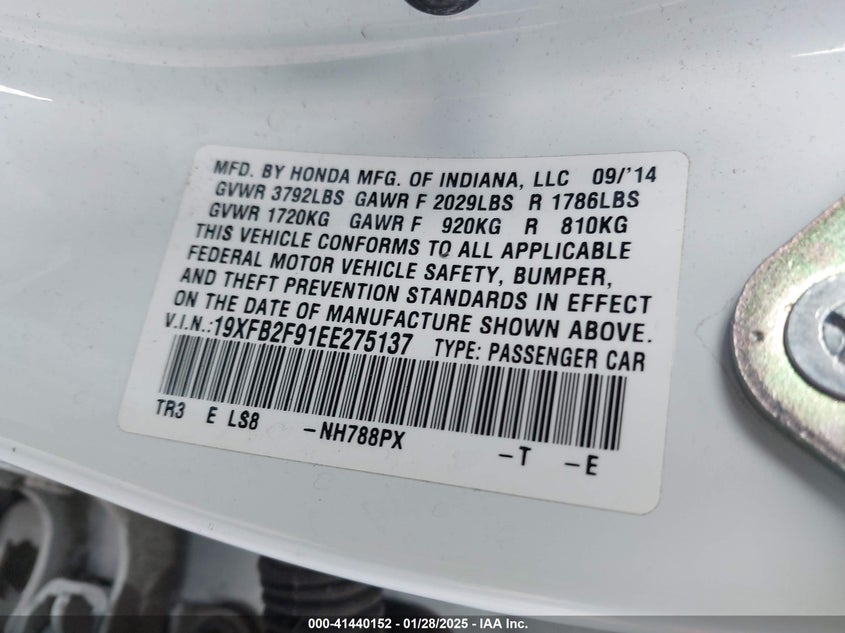 MFD. BY HONDA MFG. OF INDIANA, LLC 09/'14
GVWR 3792LBS GAWR F 2029LBS R 1786LBS
GVWR 1720KG GAWR F 920KG R 810KG
THIS VEHICLE CONFORMS TO ALL APPLICABLE
FEDERAL MOTOR VEHICLE SAFETY, BUMPER,
AND THEFT PREVENTION STANDARDS IN EFFECT
ON THE DATE OF MANUFACTURE SHOWN ABOVE.
V.I.N.:19XFB2F91EE275137 TYPE: PASSENGER CAR
TR3 E LS8 -NH788PX -T -E
000-41440152 - 01/28/2025 - IAA Inc.